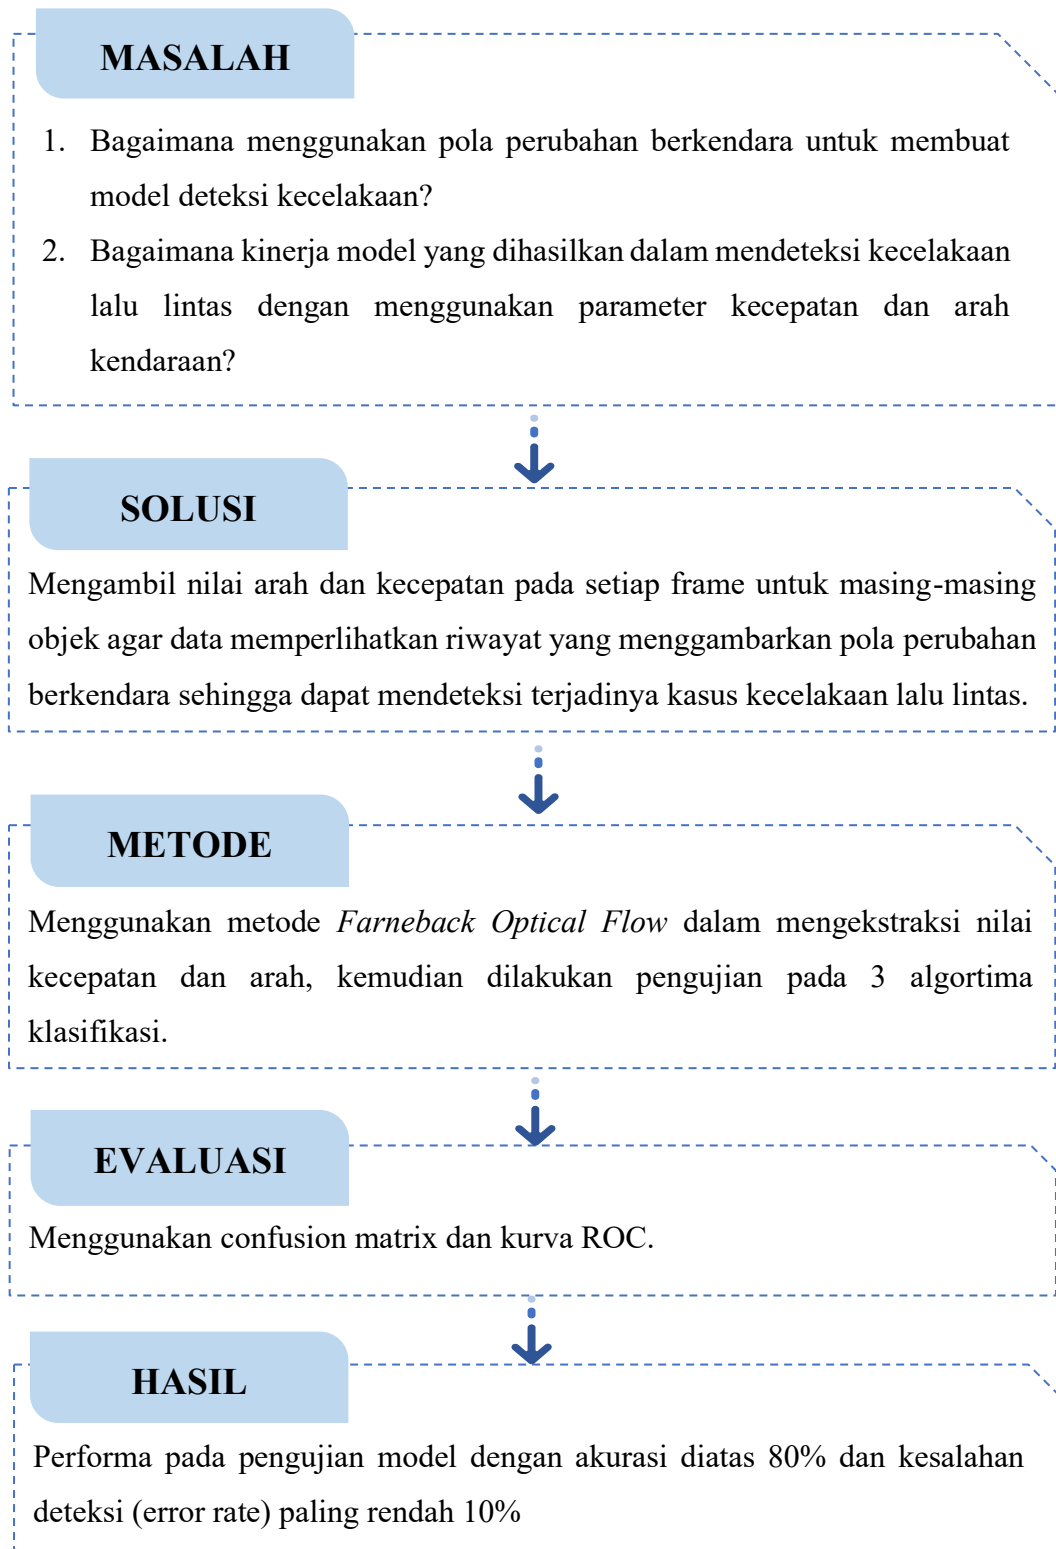 MASALAH
1. Bagaimana menggunakan pola perubahan berkendara untuk membuat
model deteksi kecelakaan?
2. Bagaimana kinerja model yang dihasilkan dalam mendeteksi kecelakaan
lalu lintas dengan menggunakan parameter kecepatan dan arah
kendaraan?
SOLUSI
Mengambil nilai arah dan kecepatan pada setiap frame untuk masing-masing
objek agar data memperlihatkan riwayat yang menggambarkan pola perubahan
berkendara sehingga dapat mendeteksi terjadinya kasus kecelakaan lalu lintas.
METODE
Menggunakan metode Farneback Optical Flow dalam mengekstraksi nilai
kecepatan dan arah, kemudian dilakukan pengujian pada 3 algortima
klasifikasi.
EVALUASI
Menggunakan confusion matrix dan kurva ROC.
HASIL
Performa pada pengujian model dengan akurasi diatas 80% dan kesalahan
deteksi (error rate) paling rendah 10%